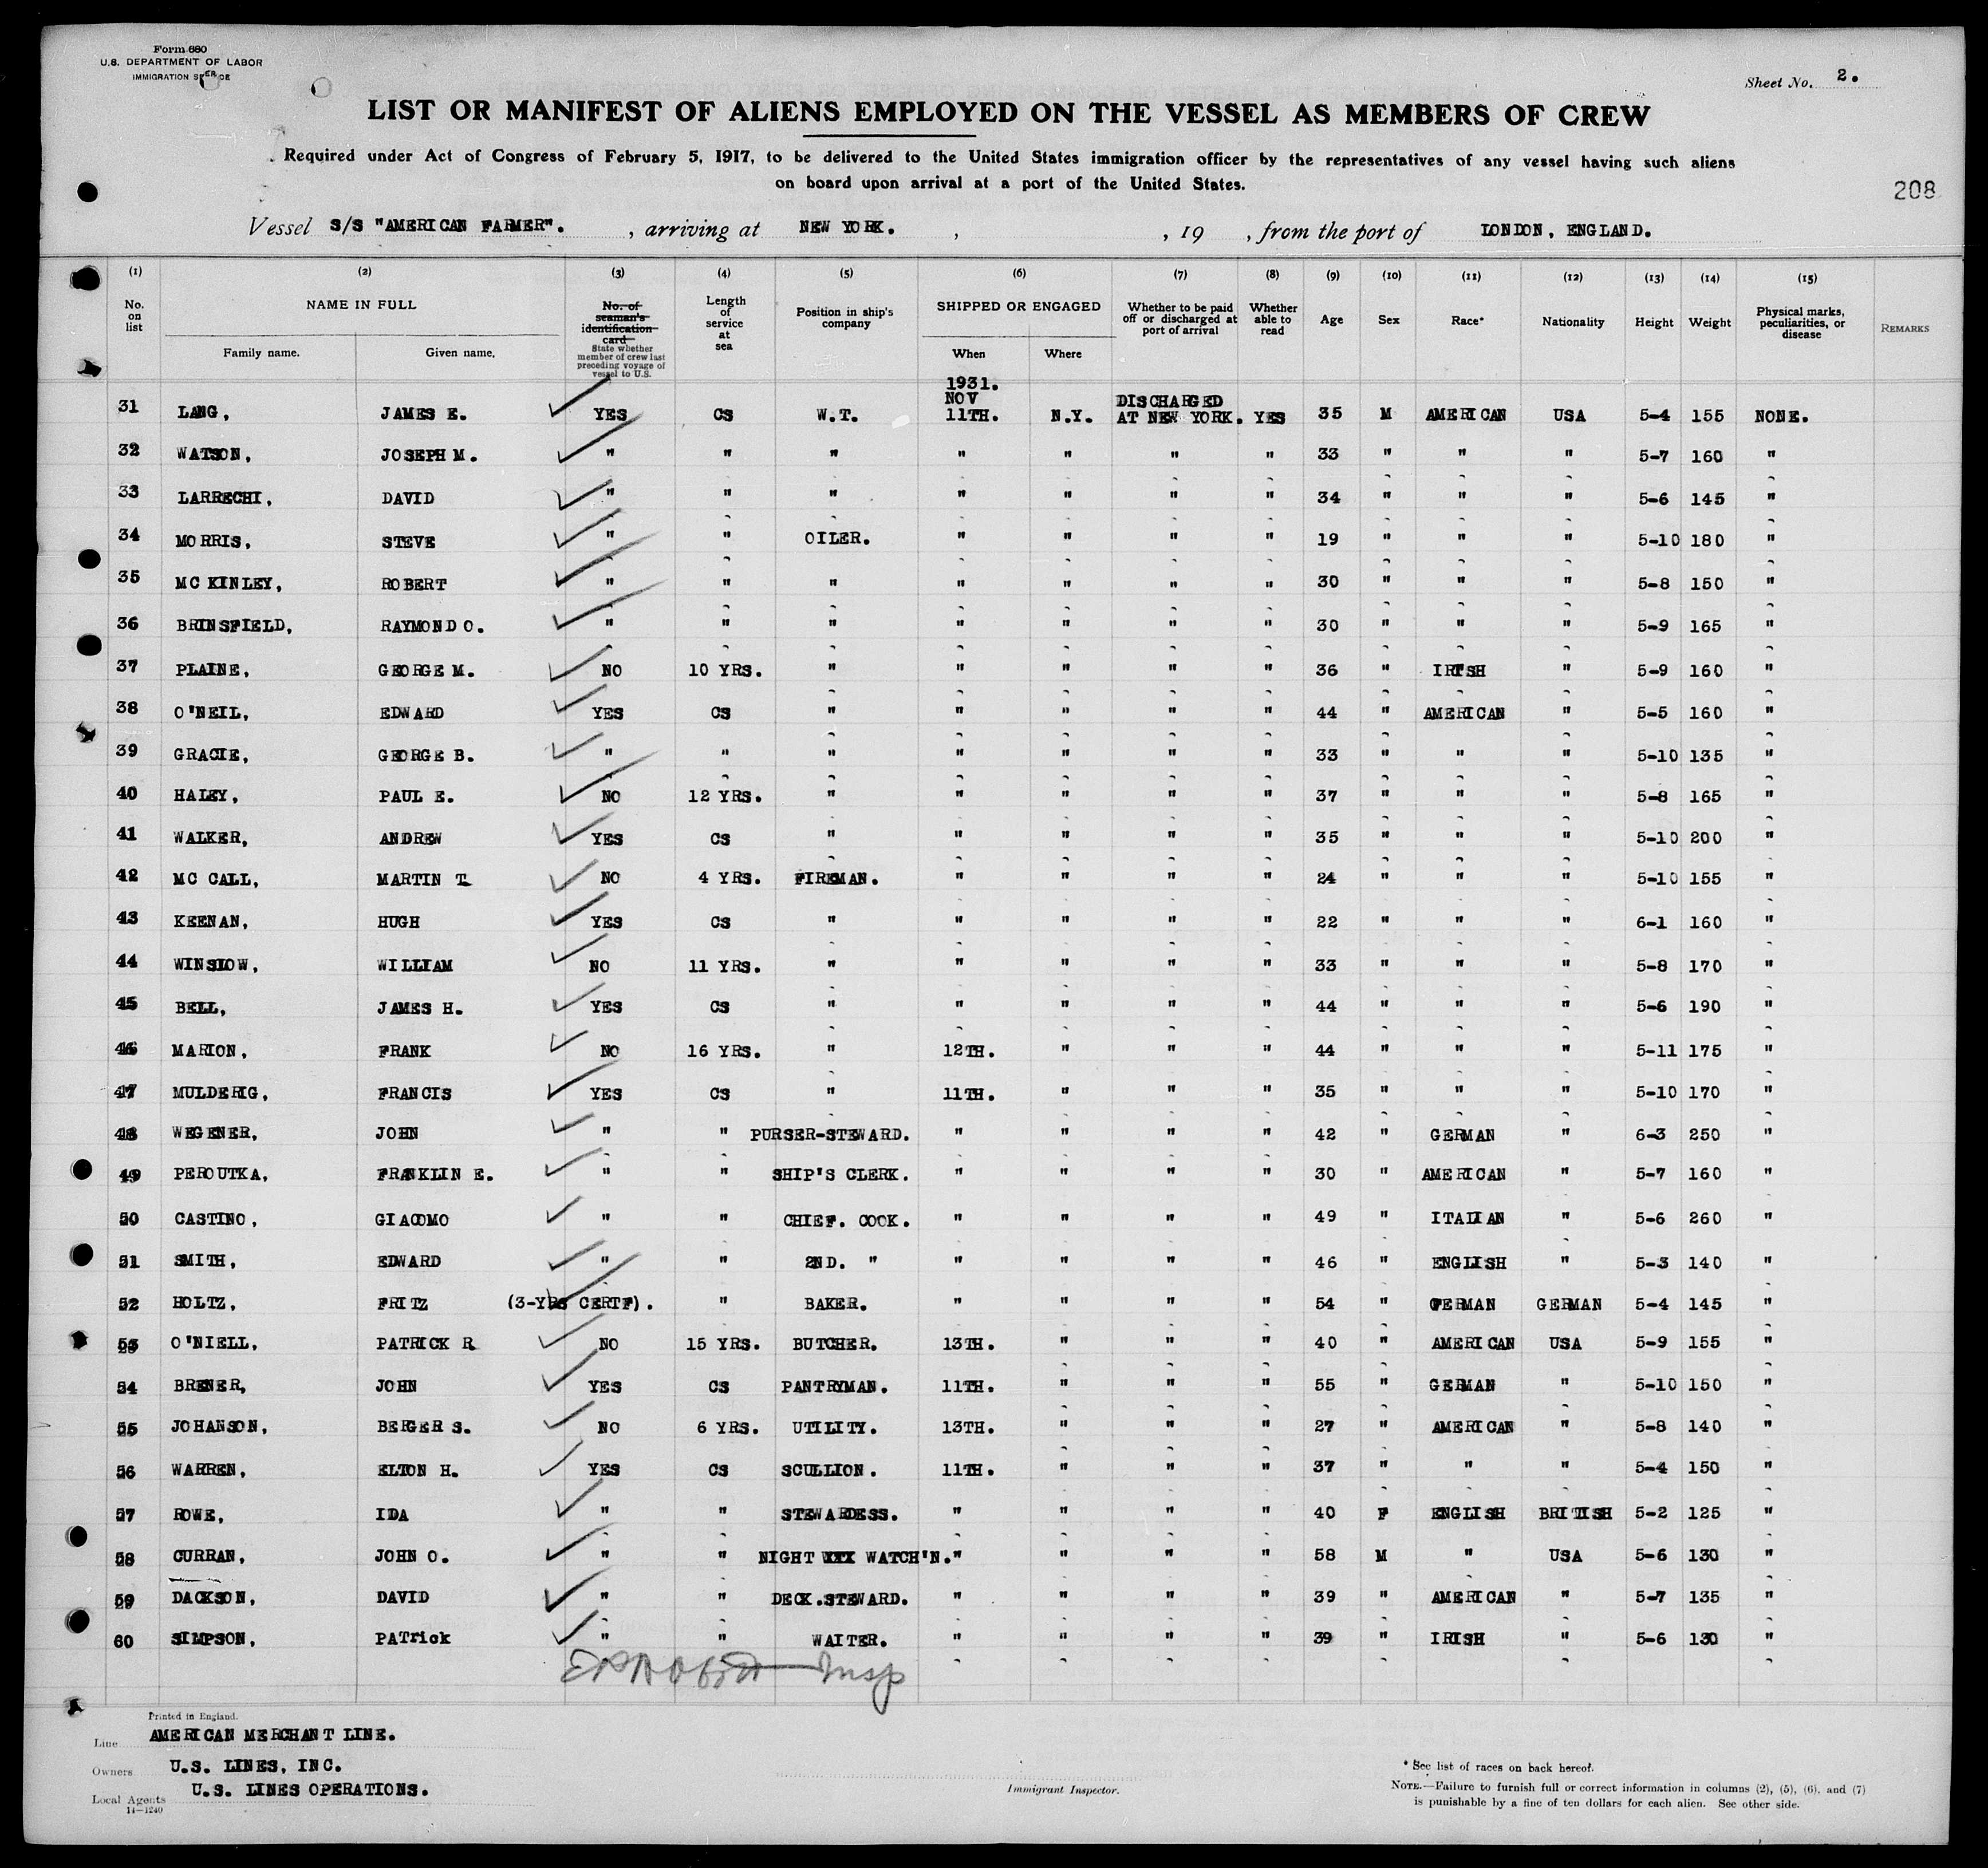 Form 680
U.S. DEPARTMENT OF LABOR
IMMIGRATION SERVICE
Sheet No. 2.
LIST OR MANIFEST OF ALIENS EMPLOYED ON THE VESSEL AS MEMBERS OF CREW
Required under Act of Congress of February 5, 1917, to be delivered to the United States immigration officer by the representatives of any vessel having such aliens
on board upon arrival at a port of the United States.
208
Vessel S/S "AMERICAN FARMER". , arriving at NEW YORK. , , 19 , from the port of LONDON, ENGLAND.
(1) (2) (3) (4) (5) (6) (7) (8) (9) (10) (11) (12) (13) (14) (15)
No. on list NAME IN FULL Family name. Given name. No. of seaman's identification card State whether member of crew last preceding voyage of vessel to U.S. Length of service at sea Position in ship's company SHIPPED OR ENGAGED When Where Whether to be paid off or discharged at port of arrival Whether able to read Age Sex Race* Nationality Height Weight Physical marks, peculiarities, or disease REMARKS
1931.
NOV DISCHARGED
31 LANG, JAMES E. YES CS W.T. 11TH. N.Y. AT NEW YORK. YES 35 M AMERICAN USA 5-4 155 NONE.
32 WATSON, JOSEPH M. " " " " " " " 33 " " " 5-7 160 "
33 LARRECHI, DAVID " " " " " " " 34 " " " 5-6 145 "
34 MORRIS, STEVE " " OILER. " " " " 19 " " " 5-10 180 "
35 MC KINLEY, ROBERT " " " " " " " 30 " " " 5-8 150 "
36 BRINSFIELD, RAYMOND O. " " " " " " " 30 " " " 5-9 165 "
37 PLAINE, GEORGE M. NO 10 YRS. " " " " " 36 " IRISH " 5-9 160 "
38 O'NEIL, EDWARD YES CS " " " " " 44 " AMERICAN " 5-5 160 "
39 GRACIE, GEORGE B. " " " " " " " 33 " " " 5-10 135 "
40 HALEY, PAUL E. NO 12 YRS. " " " " " 37 " " " 5-8 165 "
41 WALKER, ANDREW YES CS " " " " " 35 " " " 5-10 200 "
42 MC CALL, MARTIN T. NO 4 YRS. FIREMAN. " " " " 24 " " " 5-10 155 "
43 KEENAN, HUGH YES CS " " " " " 22 " " " 6-1 160 "
44 WINSLOW, WILLIAM NO 11 YRS. " " " " " 33 " " " 5-8 170 "
45 BELL, JAMES H. YES CS " " " " " 44 " " " 5-6 190 "
46 MARION, FRANK NO 16 YRS. " 12TH. " " " 44 " " " 5-11 175 "
47 MULDERIG, FRANCIS YES CS " 11TH. " " " 35 " " " 5-10 170 "
48 WEGENER, JOHN " " PURSER-STEWARD. " " " " 42 " GERMAN " 6-3 250 "
49 PEROUTKA, FRANKLIN E. " " SHIP'S CLERK. " " " " 30 " AMERICAN " 5-7 160 "
50 CASTINO, GIACOMO " " CHIEF. COOK. " " " " 49 " ITALIAN " 5-6 260 "
51 SMITH, EDWARD " " 2ND. " " " " " 46 " ENGLISH " 5-3 140 "
52 HOLTZ, FRITZ (3-YRS CERTF). " BAKER. " " " " 54 " GERMAN GERMAN 5-4 145 "
53 O'NIELL, PATRICK R NO 15 YRS. BUTCHER. 13TH. " " " 40 " AMERICAN USA 5-9 155 "
54 BRENER, JOHN YES CS PANTRYMAN. 11TH. " " " 55 " GERMAN " 5-10 150 "
55 JOHANSON, BERGER S. NO 6 YRS. UTILITY. 13TH. " " " 27 " AMERICAN " 5-8 140 "
56 WARREN, ELTON H. YES CS SCULLION. 11TH. " " " 37 " " " 5-4 150 "
57 ROWE, IDA " " STEWARDESS. " " " " 40 F ENGLISH BRITISH 5-2 125 "
58 CURRAN, JOHN O. " " NIGHT XXX WATCH'N. " " " " 58 M " USA 5-6 130 "
59 DACKSON, DAVID " " DECK.STEWARD. " " " " 39 " AMERICAN " 5-7 135 "
60 SIMPSON, PATrick " " WAITER. " " " " 39 " IRISH " 5-6 130 "
Insp
Printed in England.
Line AMERICAN MERCHANT LINE.
Owners U.S. LINES, INC.
Local Agents U.S. LINES OPERATIONS.
14—1240
Immigrant Inspector.
* See list of races on back hereof.
NOTE.—Failure to furnish full or correct information in columns (2), (5), (6), and (7)
is punishable by a fine of ten dollars for each alien. See other side.